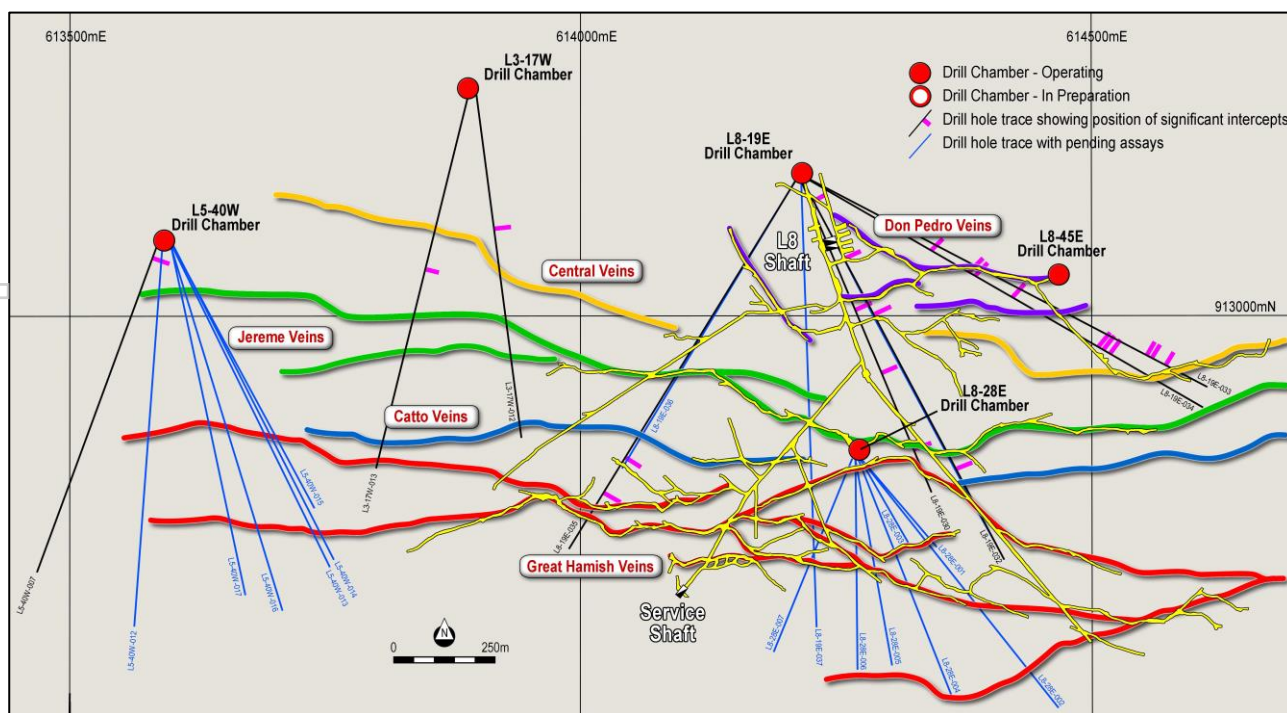 613500mE
614000mE
614500mE
L3-17W
Drill Chamber
Drill Chamber - Operating
Drill Chamber - In Preparation
Drill hole trace showing position of significant intercepts
Drill hole trace with pending assays
L8-19E
Drill Chamber
L5-40W
Drill Chamber
Don Pedro Veins
L8
Shaft
L8-45E
Drill Chamber
Central Veins
913000mN
Jereme Veins
L8-19E-033
L8-19E-034
L8-28E
Drill Chamber
Catto Veins
L3-17W-012
L8-19E-036
L3-17W-013
L5-40W-015
L8-19E-035
L8-19E-030
L8-19E-032
L8-28E-003
L8-28E-001
Great Hamish Veins
L5-40W-007
L5-40W-014
L5-40W-013
L5-40W-017
L5-40W-016
L5-40W-012
Service
Shaft
N
0
250m
L8-28E-007
L8-19E-037
L8-28E-006
L8-28E-005
L8-28E-004
L8-28E-002